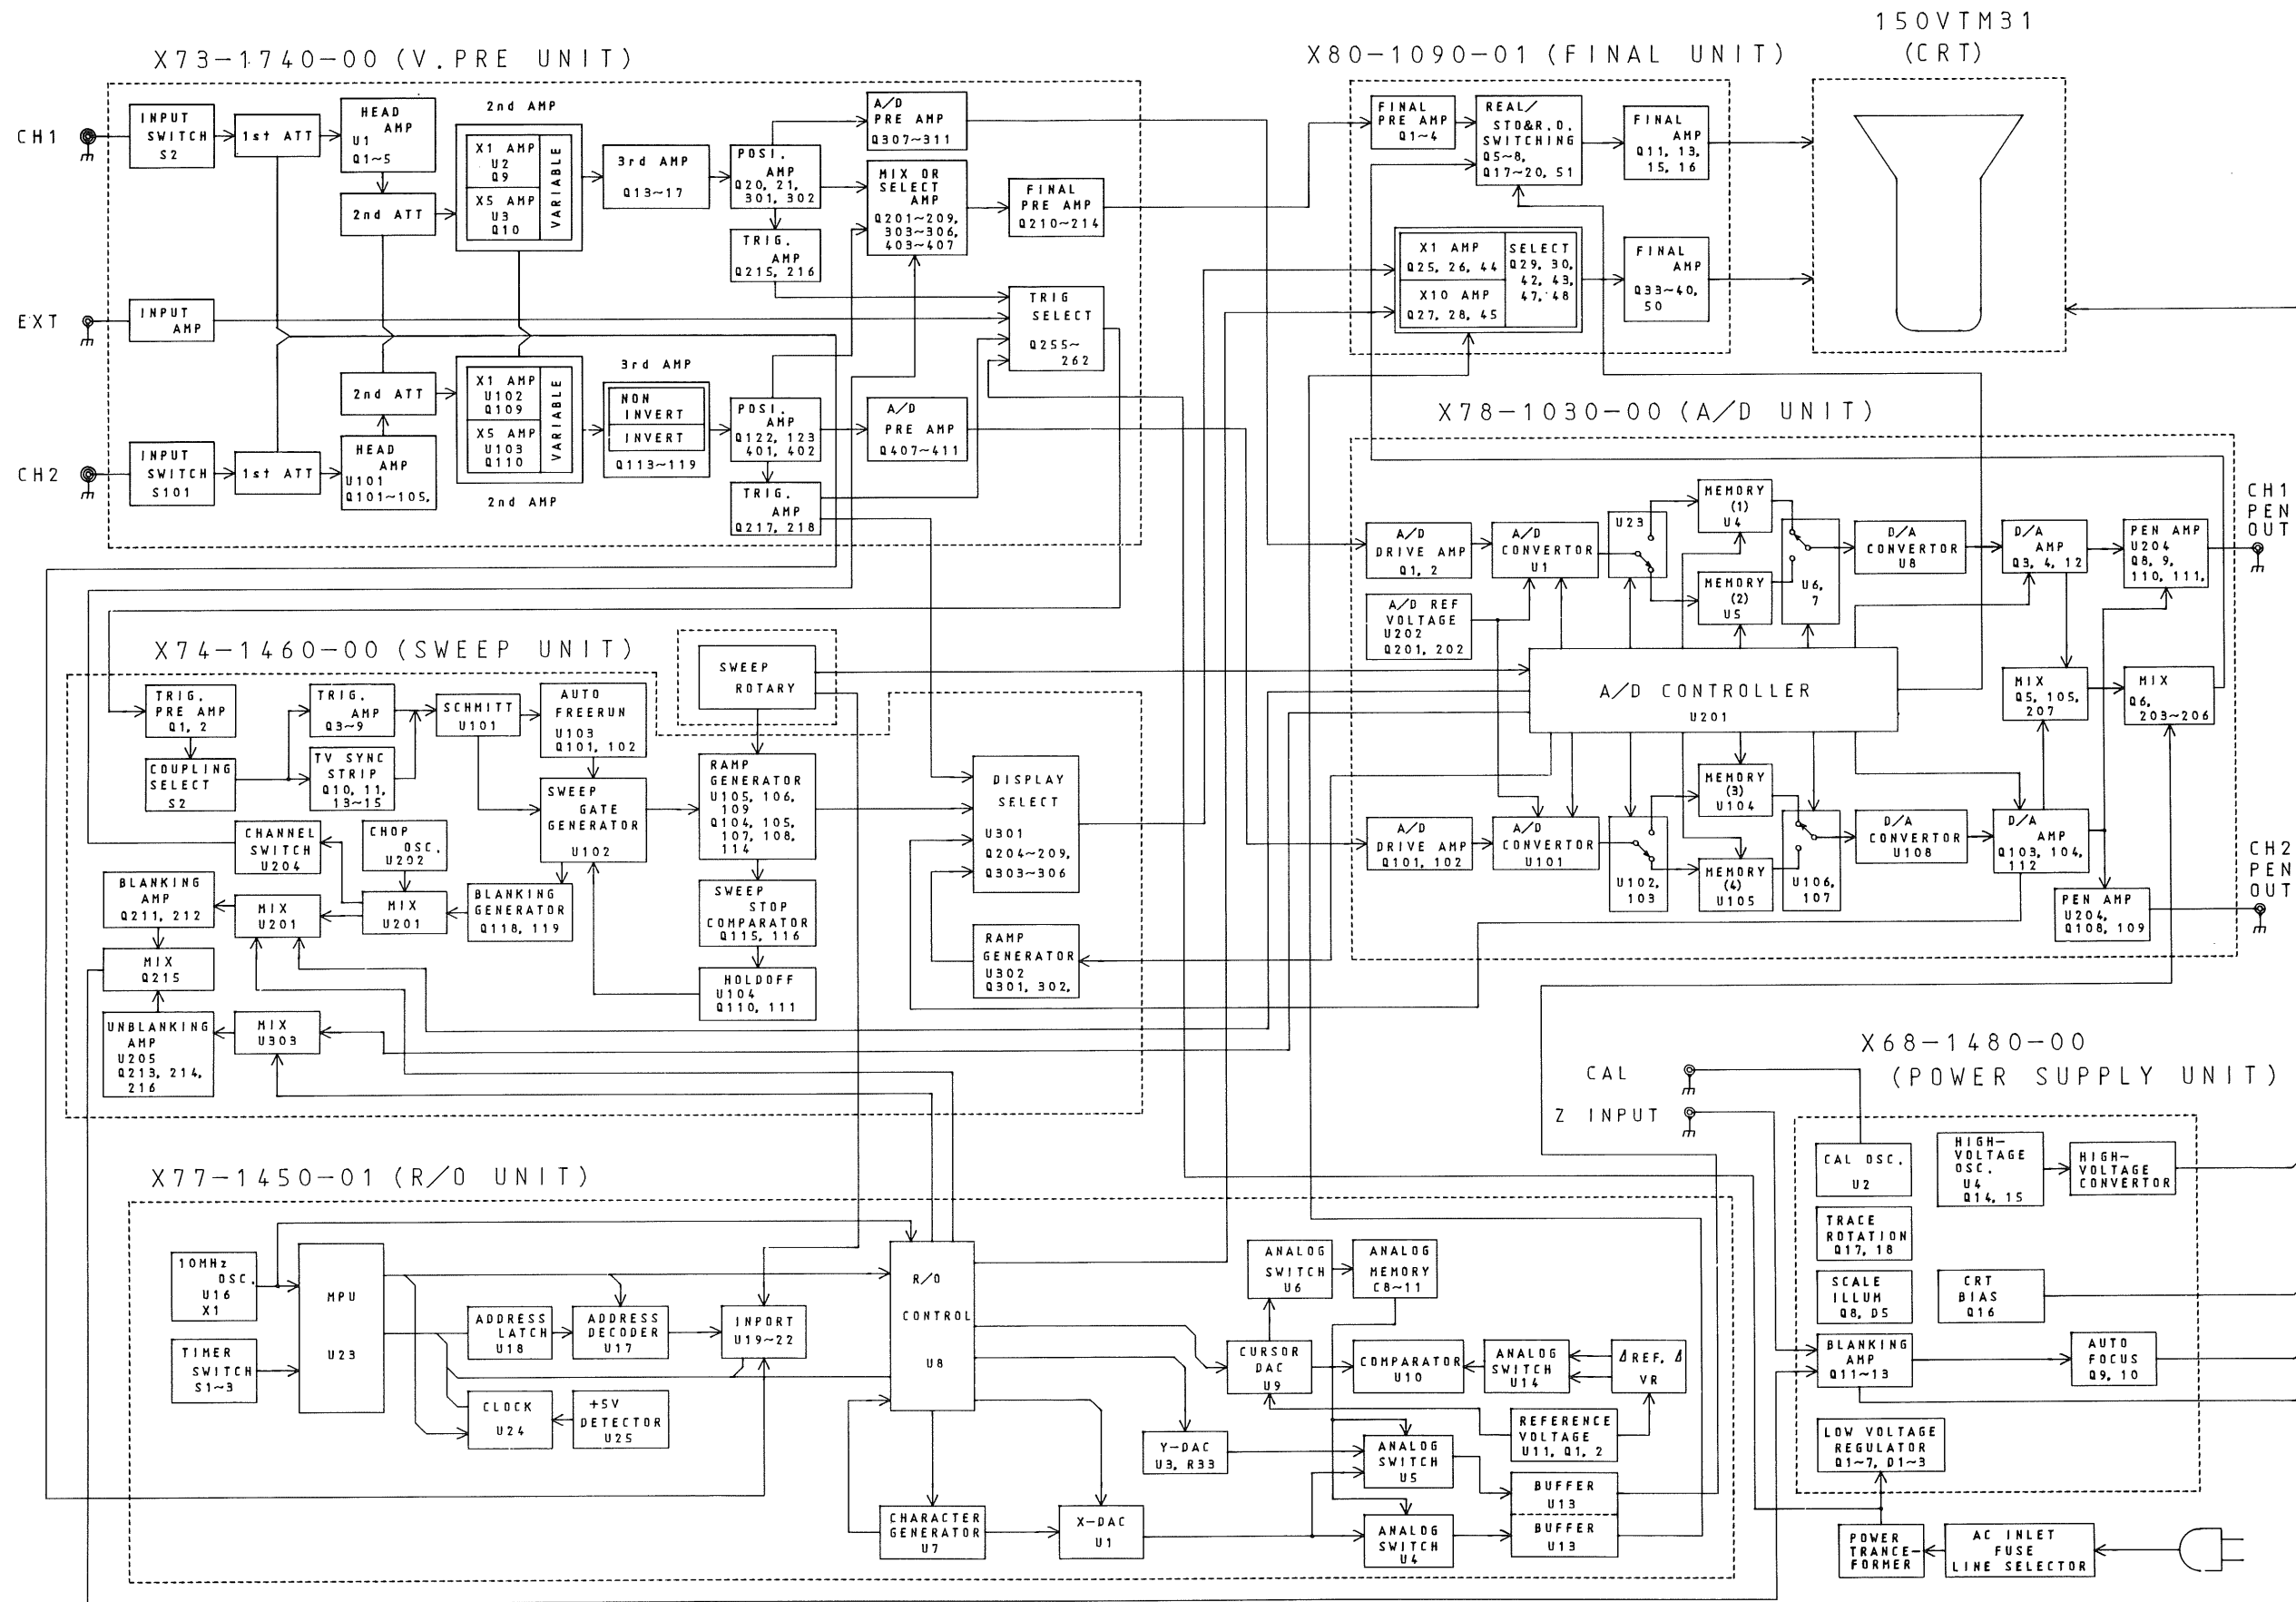 X73-1740-00 (V.PRE UNIT)
CH1
INPUT
SWITCH
S2
1st ATT
HEAD
AMP
U1
Q1~5
2nd ATT
2nd AMP
X1 AMP
U2
Q9
X5 AMP
U3
Q10
VARIABLE
3rd AMP
Q13~17
POSI.
AMP
Q20, 21,
301, 302
TRIG.
AMP
Q215, 216
A/D
PRE AMP
Q307~311
MIX OR
SELECT
AMP
Q201~209,
303~306,
403~407
FINAL
PRE AMP
Q210~214
EXT
INPUT
AMP
TRIG
SELECT
Q255~
262
CH2
INPUT
SWITCH
S101
1st ATT
2nd ATT
HEAD
AMP
U101
Q101~105,
X1 AMP
U102
Q109
X5 AMP
U103
Q110
VARIABLE
2nd AMP
3rd AMP
NON
INVERT
INVERT
Q113~119
POSI.
AMP
Q122, 123
401, 402
TRIG.
AMP
Q217, 218
A/D
PRE AMP
Q407~411
X80-1090-01 (FINAL UNIT)
FINAL
PRE AMP
Q1~4
REAL/
STO&R.O.
SWITCHING
Q5~8,
Q17~20, 51
FINAL
AMP
Q11, 13,
15, 16
X1 AMP
Q25, 26, 44
X10 AMP
Q27, 28, 45
SELECT
Q29, 30,
42, 43,
47, 48
FINAL
AMP
Q33~40,
50
150VTM31
(CRT)
X78-1030-00 (A/D UNIT)
A/D
DRIVE AMP
Q1, 2
A/D
CONVERTOR
U1
U23
MEMORY
(1)
U4
MEMORY
(2)
U5
U6,
7
D/A
CONVERTOR
U8
D/A
AMP
Q3, 4, 12
PEN AMP
U204
Q8, 9,
110, 111,
CH1
PEN
OUT
A/D REF
VOLTAGE
U202
Q201, 202
A/D CONTROLLER
U201
MIX
Q5, 105,
207
MIX
Q6,
203~206
A/D
DRIVE AMP
Q101, 102
A/D
CONVERTOR
U101
U102,
103
MEMORY
(3)
U104
MEMORY
(4)
U105
U106,
107
D/A
CONVERTOR
U108
D/A
AMP
Q103, 104,
112
PEN AMP
U204,
Q108, 109
CH2
PEN
OUT
X74-1460-00 (SWEEP UNIT)
SWEEP
ROTARY
TRIG.
PRE AMP
Q1, 2
COUPLING
SELECT
S2
TRIG.
AMP
Q3~9
TV SYNC
STRIP
Q10, 11,
13~15
SCHMITT
U101
AUTO
FREERUN
U103
Q101, 102
SWEEP
GATE
GENERATOR
U102
RAMP
GENERATOR
U105, 106,
109
Q104, 105,
107, 108,
114
DISPLAY
SELECT
U301
Q204~209,
Q303~306
CHANNEL
SWITCH
U204
CHOP
OSC.
U202
BLANKING
AMP
Q211, 212
MIX
U201
MIX
U201
BLANKING
GENERATOR
Q118, 119
SWEEP
STOP
COMPARATOR
Q115, 116
MIX
Q215
HOLDOFF
U104
Q110, 111
RAMP
GENERATOR
U302
Q301, 302,
UNBLANKING
AMP
U205
Q213, 214,
216
MIX
U303
X77-1450-01 (R/O UNIT)
10MHz
OSC.
U16
X1
TIMER
SWITCH
S1~3
MPU
U23
ADDRESS
LATCH
U18
ADDRESS
DECODER
U17
INPORT
U19~22
CLOCK
U24
+5V
DETECTOR
U25
R/O
CONTROL
U8
CHARACTER
GENERATOR
U7
X-DAC
U1
Y-DAC
U3, R33
ANALOG
SWITCH
U6
ANALOG
MEMORY
C8~11
CURSOR
DAC
U9
COMPARATOR
U10
ANALOG
SWITCH
U14
ΔREF, Δ
VR
REFERENCE
VOLTAGE
U11, Q1, 2
ANALOG
SWITCH
U5
ANALOG
SWITCH
U4
BUFFER
U13
BUFFER
U13
CAL
Z INPUT
X68-1480-00
(POWER SUPPLY UNIT)
CAL OSC.
U2
HIGH-
VOLTAGE
OSC.
U4
Q14, 15
HIGH-
VOLTAGE
CONVERTOR
TRACE
ROTATION
Q17, 18
SCALE
ILLUM
Q8, D5
CRT
BIAS
Q16
BLANKING
AMP
Q11~13
AUTO
FOCUS
Q9, 10
LOW VOLTAGE
REGULATOR
Q1~7, D1~3
POWER
TRANCE-
FORMER
AC INLET
FUSE
LINE SELECTOR